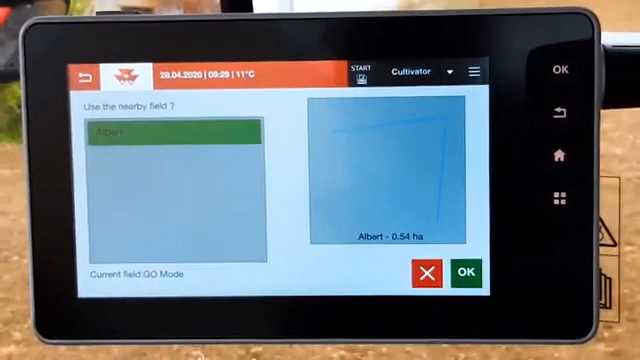 28.04.2020 | 09:29 | 11°C
START
Cultivator
OK
Use the nearby field ?
Albert
Albert - 0.54 ha
Current field:GO Mode
OK